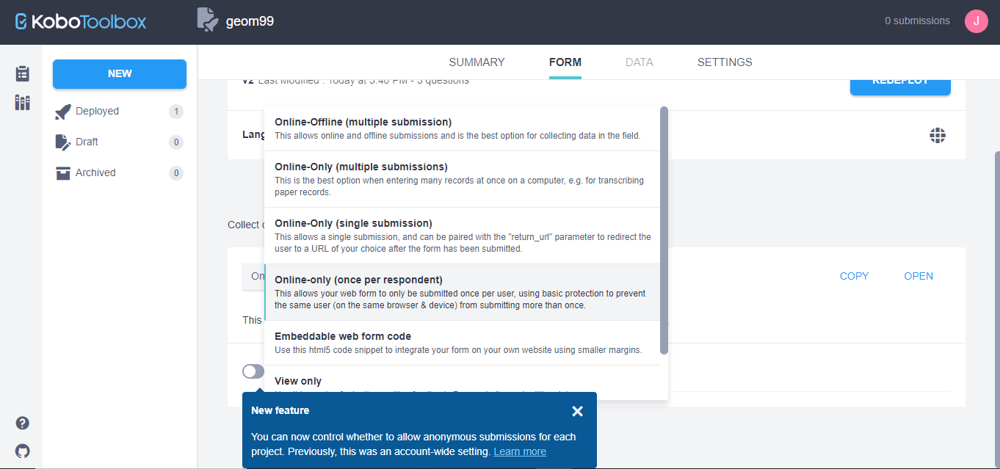 KoboToolbox
geom99
0 submissions
J
SUMMARY
FORM
DATA
SETTINGS
NEW
Deployed
1
Draft
0
Archived
0
v2 Last Modified : Today at 3:40 PM - 3 questions
REDEPLOY
Lang
Online-Offline (multiple submission)
This allows online and offline submissions and is the best option for collecting data in the field.
Online-Only (multiple submissions)
This is the best option when entering many records at once on a computer, e.g. for transcribing
paper records.
Online-Only (single submission)
This allows a single submission, and can be paired with the "return_url" parameter to redirect the
user to a URL of your choice after the form has been submitted.
Online-only (once per respondent)
This allows your web form to only be submitted once per user, using basic protection to prevent
the same user (on the same browser & device) from submitting more than once.
Embeddable web form code
Use this html5 code snippet to integrate your form on your own website using smaller margins.
View only
Collect
On
COPY
OPEN
This
New feature
You can now control whether to allow anonymous submissions for each
project. Previously, this was an account-wide setting. Learn more